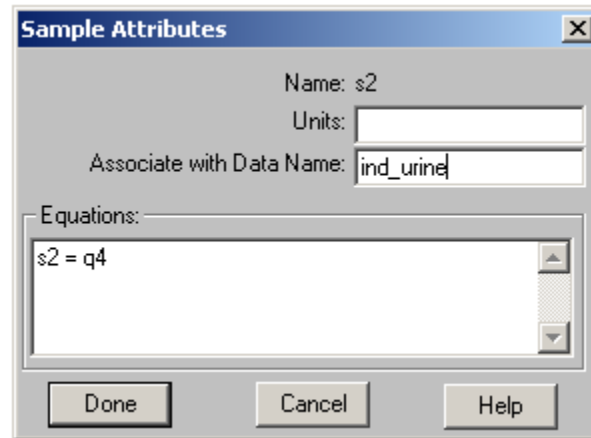 Sample Attributes
Name: s2
Units:
Associate with Data Name: ind_urine
Equations:
s2 = q4
Done Cancel Help